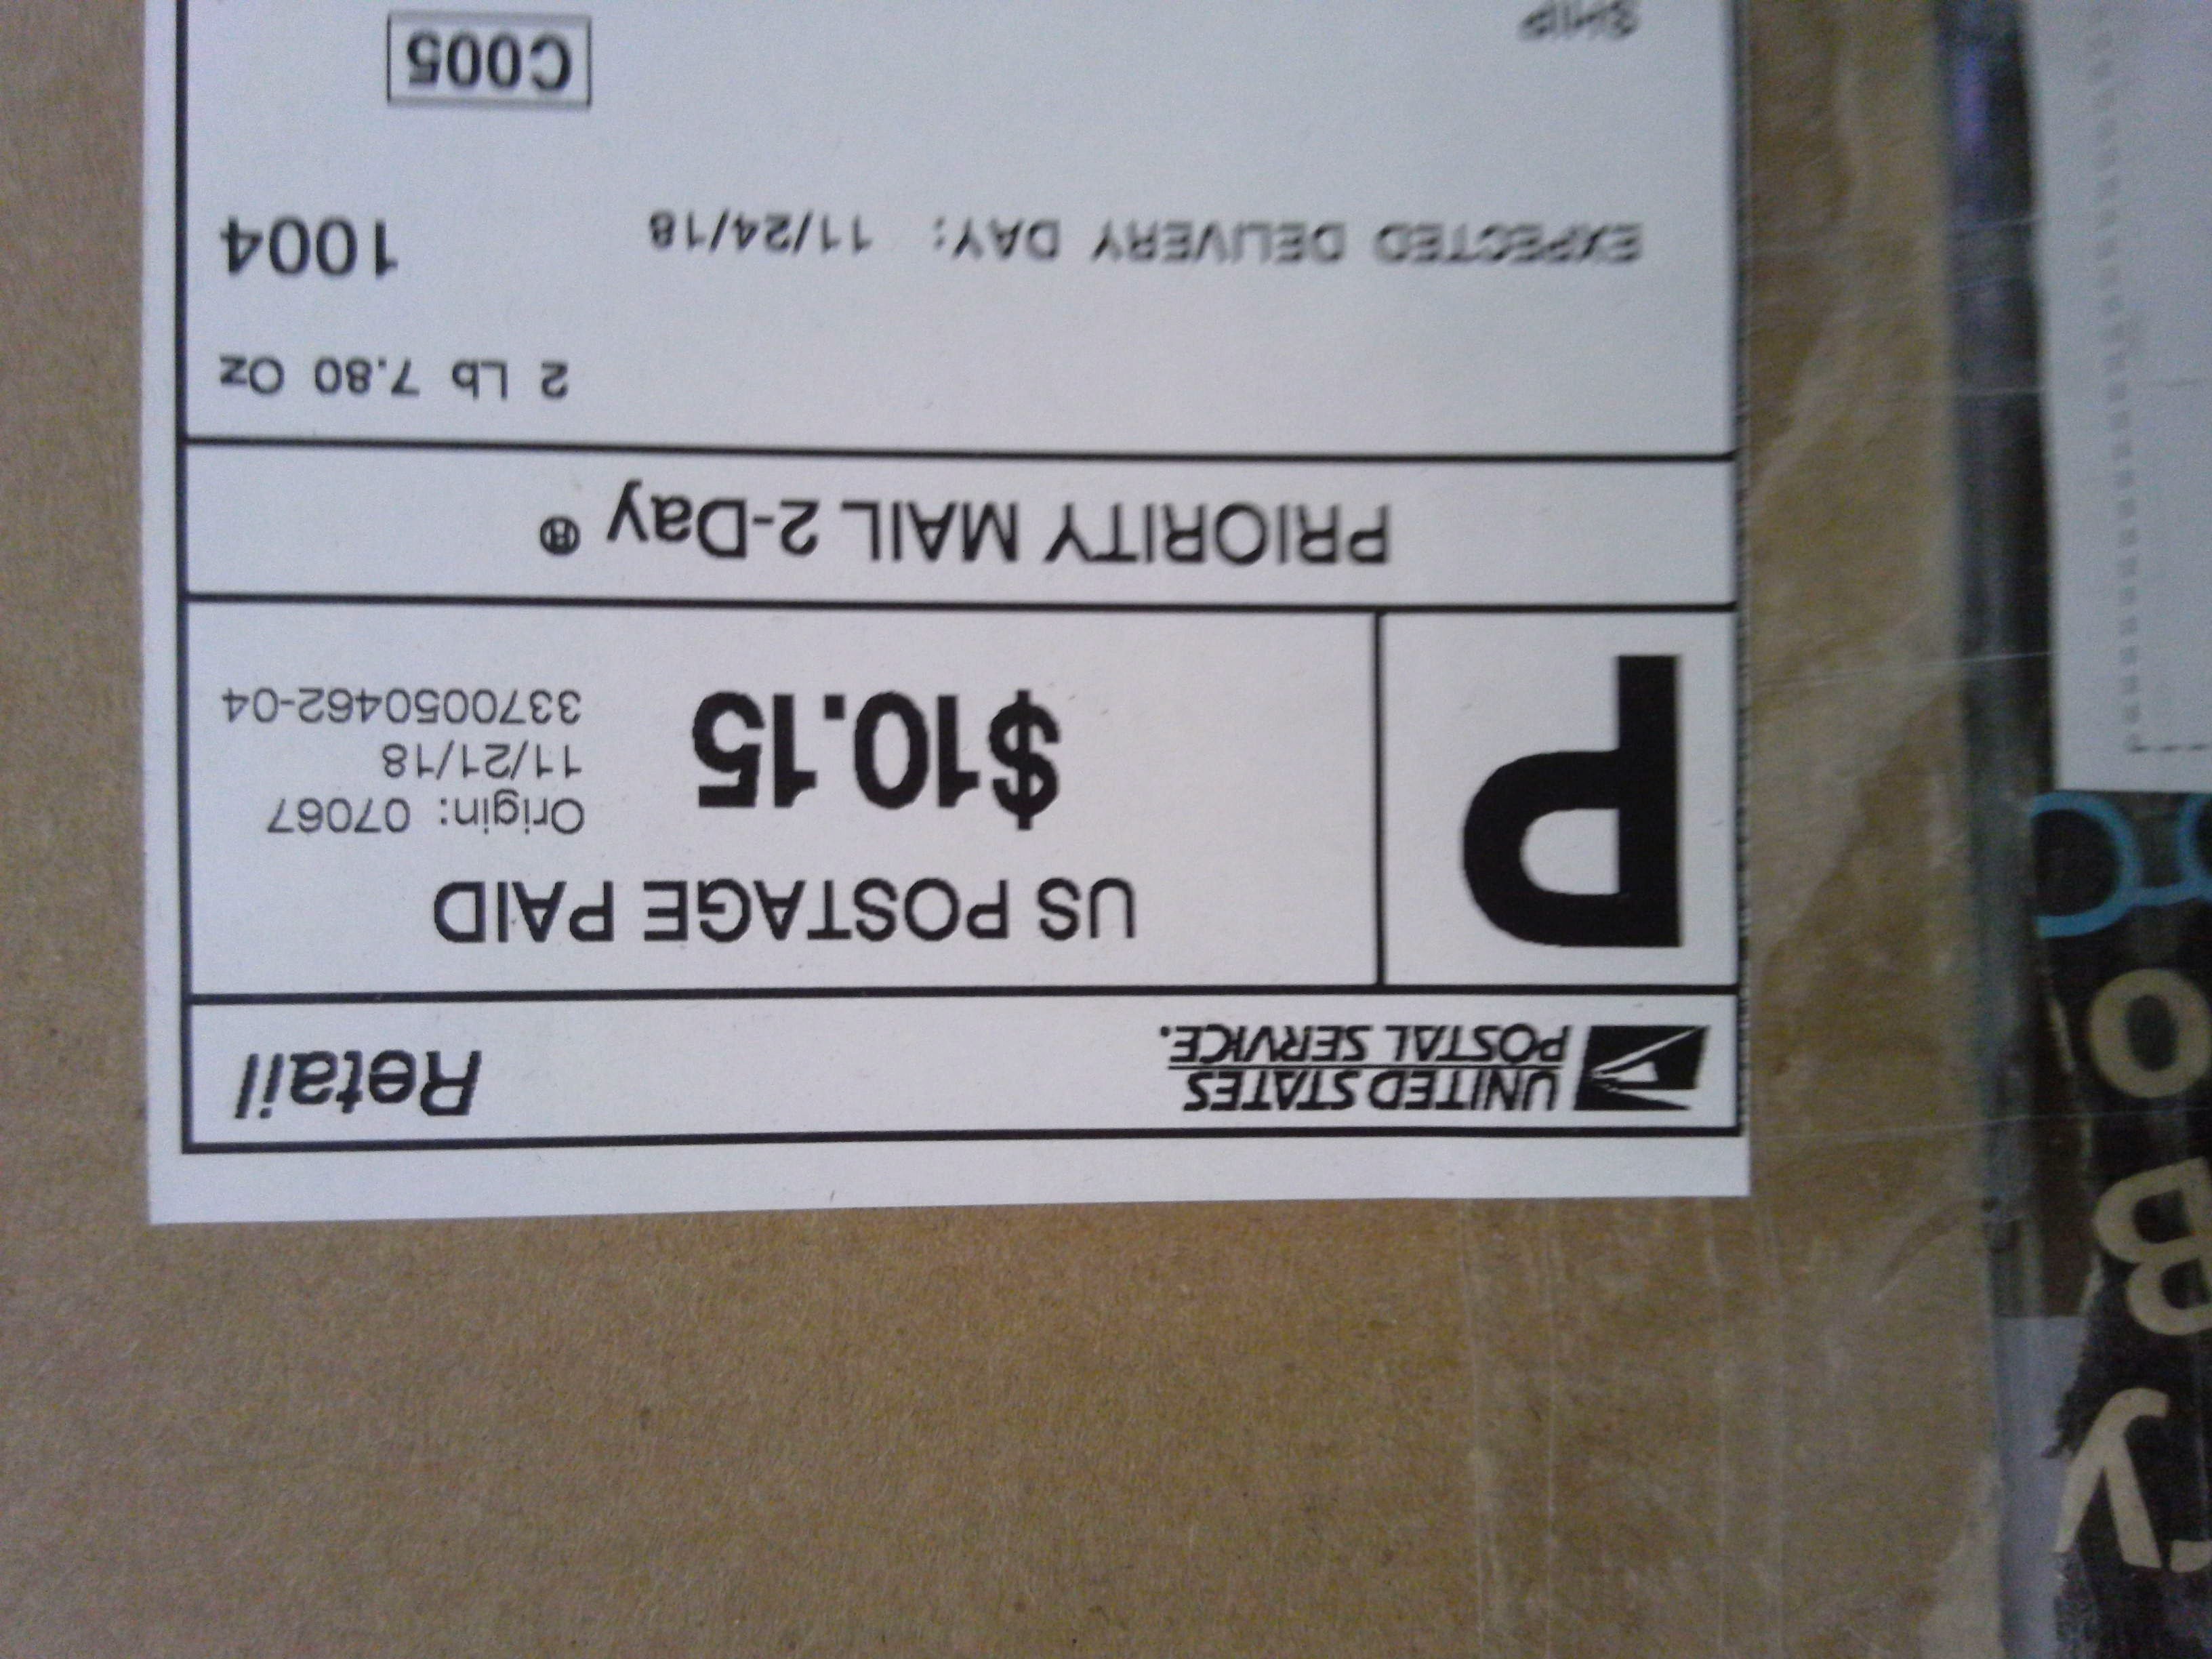 UNITED STATES
POSTAL SERVICE.
Retail
P
US POSTAGE PAID
$10.15
Origin: 07067
11/21/18
3370050462-04
PRIORITY MAIL 2-Day ®
2 Lb 7.80 Oz
EXPECTED DELIVERY DAY: 11/24/18
1004
C005
SHIP
y
B
o